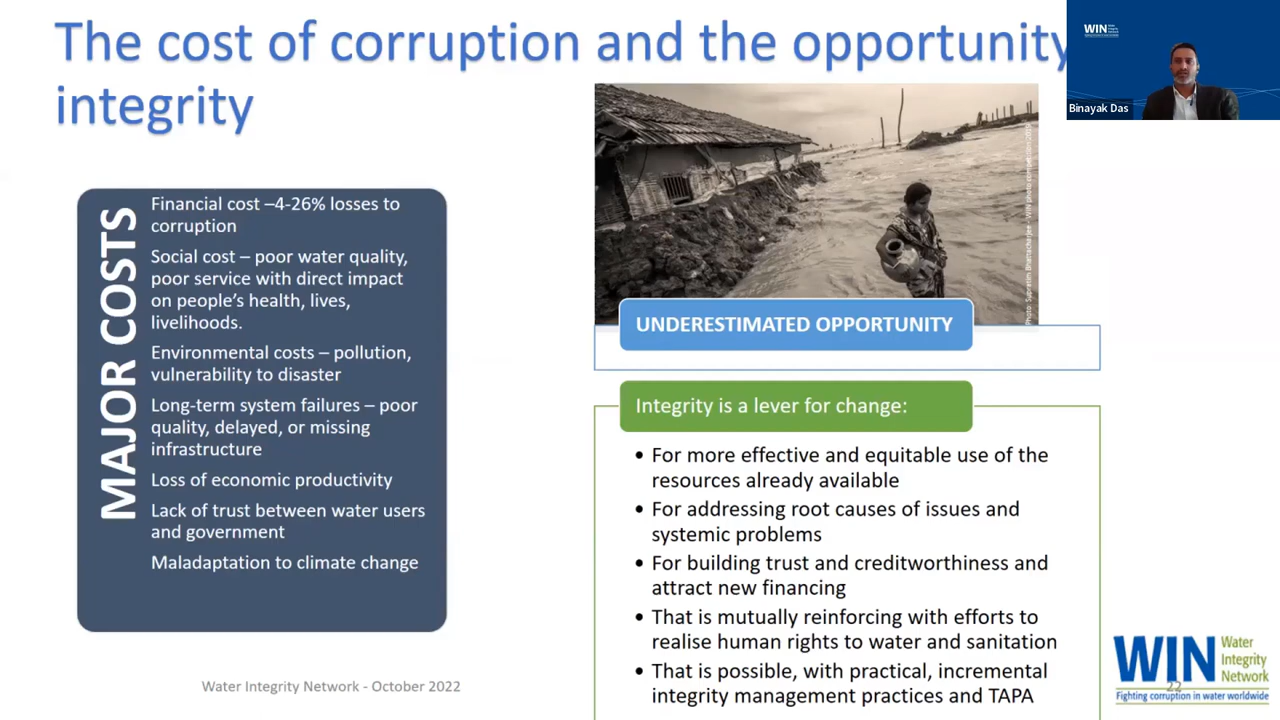 The cost of corruption and the opportunity
integrity
WIN
Binayak Das
MAJOR COSTS
Financial cost –4-26% losses to
corruption
Social cost – poor water quality,
poor service with direct impact
on people’s health, lives,
livelihoods.
Environmental costs – pollution,
vulnerability to disaster
Long-term system failures – poor
quality, delayed, or missing
infrastructure
Loss of economic productivity
Lack of trust between water users
and government
Maladaptation to climate change
UNDERESTIMATED OPPORTUNITY
Integrity is a lever for change:
• For more effective and equitable use of the
resources already available
• For addressing root causes of issues and
systemic problems
• For building trust and creditworthiness and
attract new financing
• That is mutually reinforcing with efforts to
realise human rights to water and sanitation
• That is possible, with practical, incremental
integrity management practices and TAPA
Water Integrity Network - October 2022
WIN Water
Integrity
Network
22
Fighting corruption in water worldwide